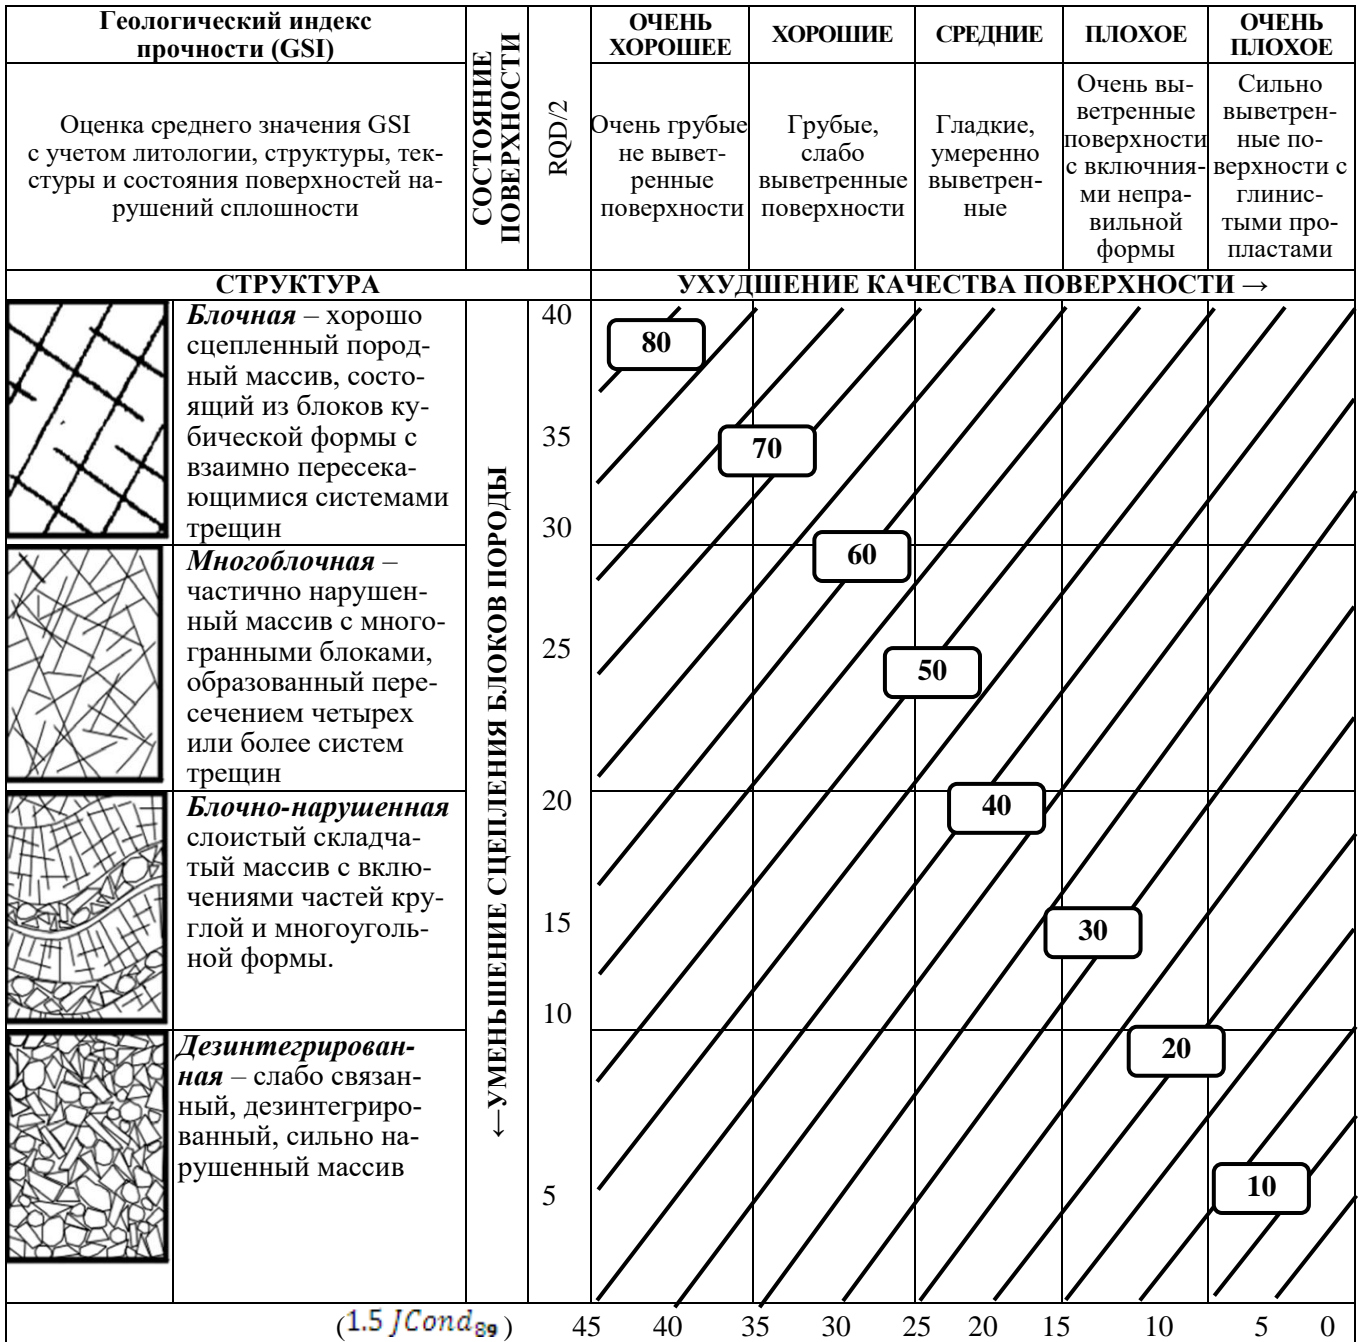 Геологический индекс
прочности (GSI)
Оценка среднего значения GSI
с учетом литологии, структуры, тек-
стуры и состояния поверхностей на-
рушений сплошности
СОСТОЯНИЕ
ПОВЕРХНОСТИ
RQD/2
ОЧЕНЬ
ХОРОШЕЕ
ХОРОШИЕ
СРЕДНИЕ
ПЛОХОЕ
ОЧЕНЬ
ПЛОХОЕ
Очень грубые
не вывет-
ренные
поверхности
Грубые,
слабо
выветренные
поверхности
Гладкие,
умеренно
выветрен-
ные
Очень вы-
ветренные
поверхности
с включния-
ми непра-
вильной
формы
Сильно
выветрен-
ные по-
верхности с
глинис-
тыми про-
пластами
СТРУКТУРА
УХУДШЕНИЕ КАЧЕСТВА ПОВЕРХНОСТИ →
Блочная – хорошо
сцепленный пород-
ный массив, состо-
ящий из блоков ку-
бической формы с
взаимно пересека-
ющимися системами
трещин
Многоблочная –
частично нарушен-
ный массив с много-
гранными блоками,
образованный пере-
сечением четырех
или более систем
трещин
Блочно-нарушенная
слоистый складча-
тый массив с вклю-
чениями частей кру-
глой и многоуголь-
ной формы.
Дезинтегрирован-
ная – слабо связан-
ный, дезинтегриро-
ванный, сильно на-
рушенный массив
←УМЕНЬШЕНИЕ СЦЕПЛЕНИЯ БЛОКОВ ПОРОДЫ
40
35
30
25
20
15
10
5
80
70
60
50
40
30
20
10
(1.5 JCond89) 45 40 35 30 25 20 15 10 5 0